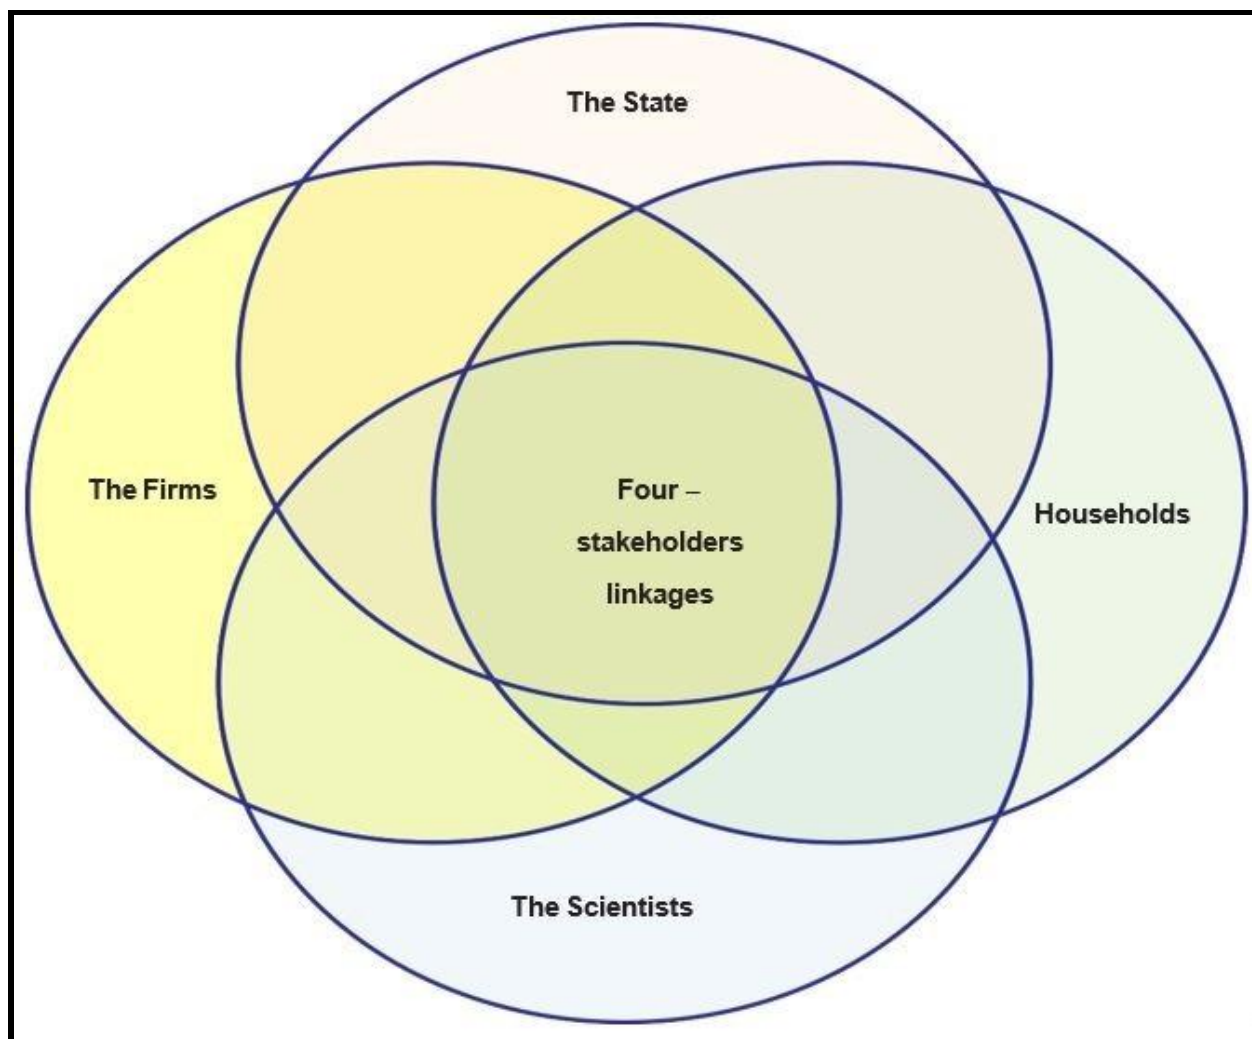 The State
The Firms
Four –
stakeholders
linkages
Households
The Scientists